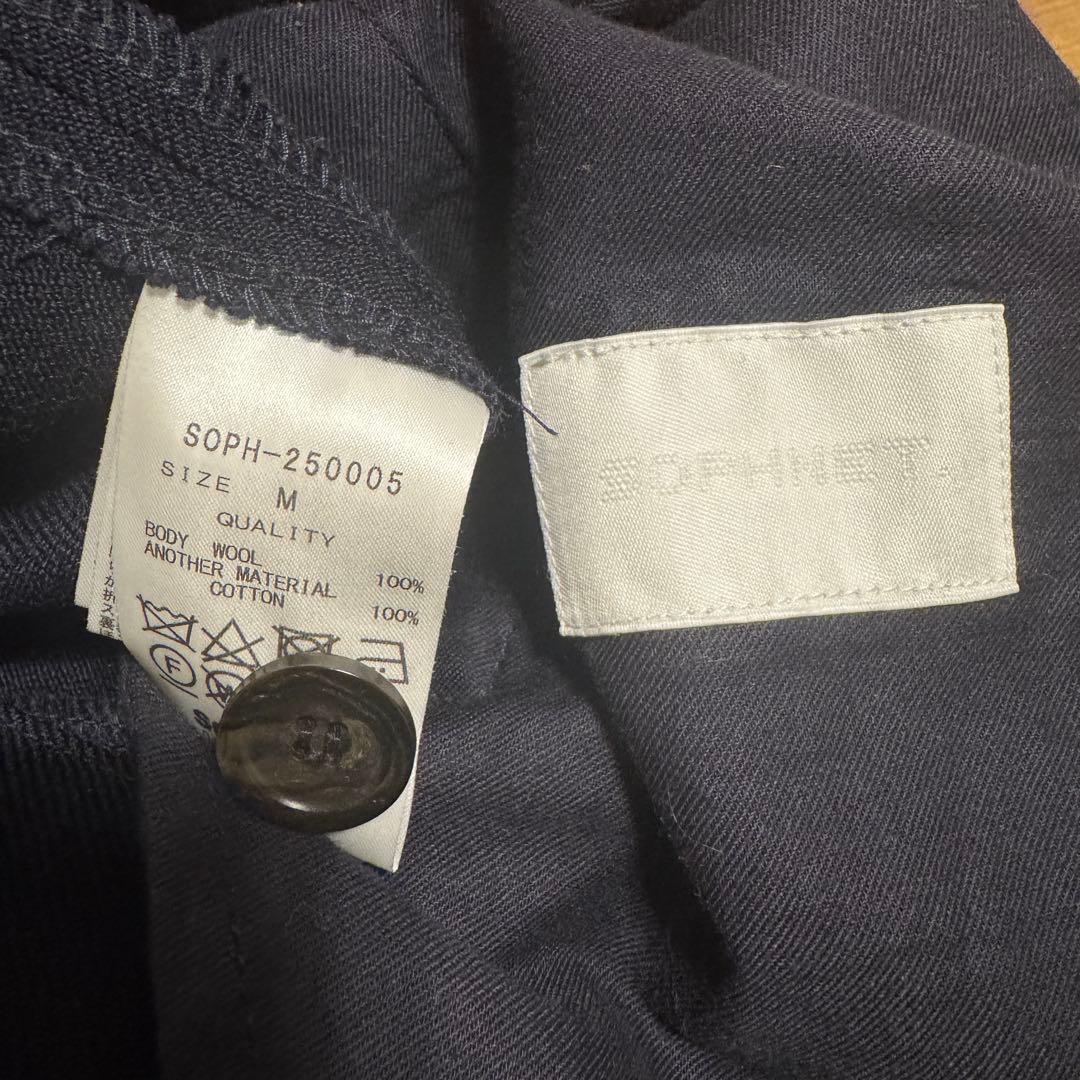 SOPH-250005
SIZE M
QUALITY
BODY WOOL 100%
ANOTHER MATERIAL
COTTON 100%
F
SOPHNET.